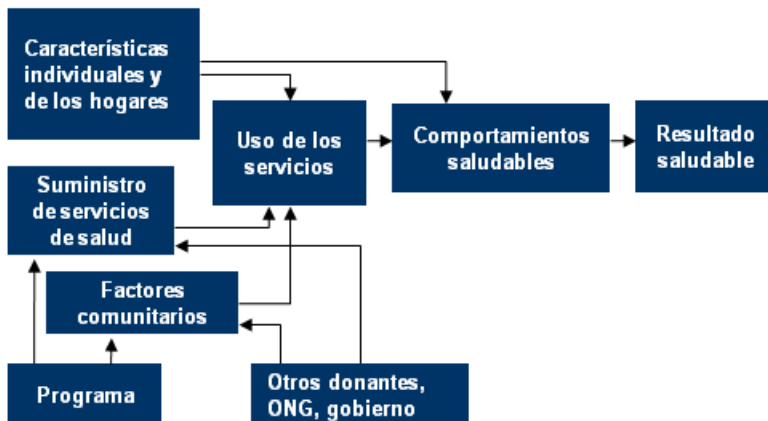 Características
individuales y
de los hogares
Uso de los
servicios
Comportamientos
saludables
Resultado
saludable
Suministro
de servicios
de salud
Factores
comunitarios
Programa
Otros donantes,
ONG, gobierno